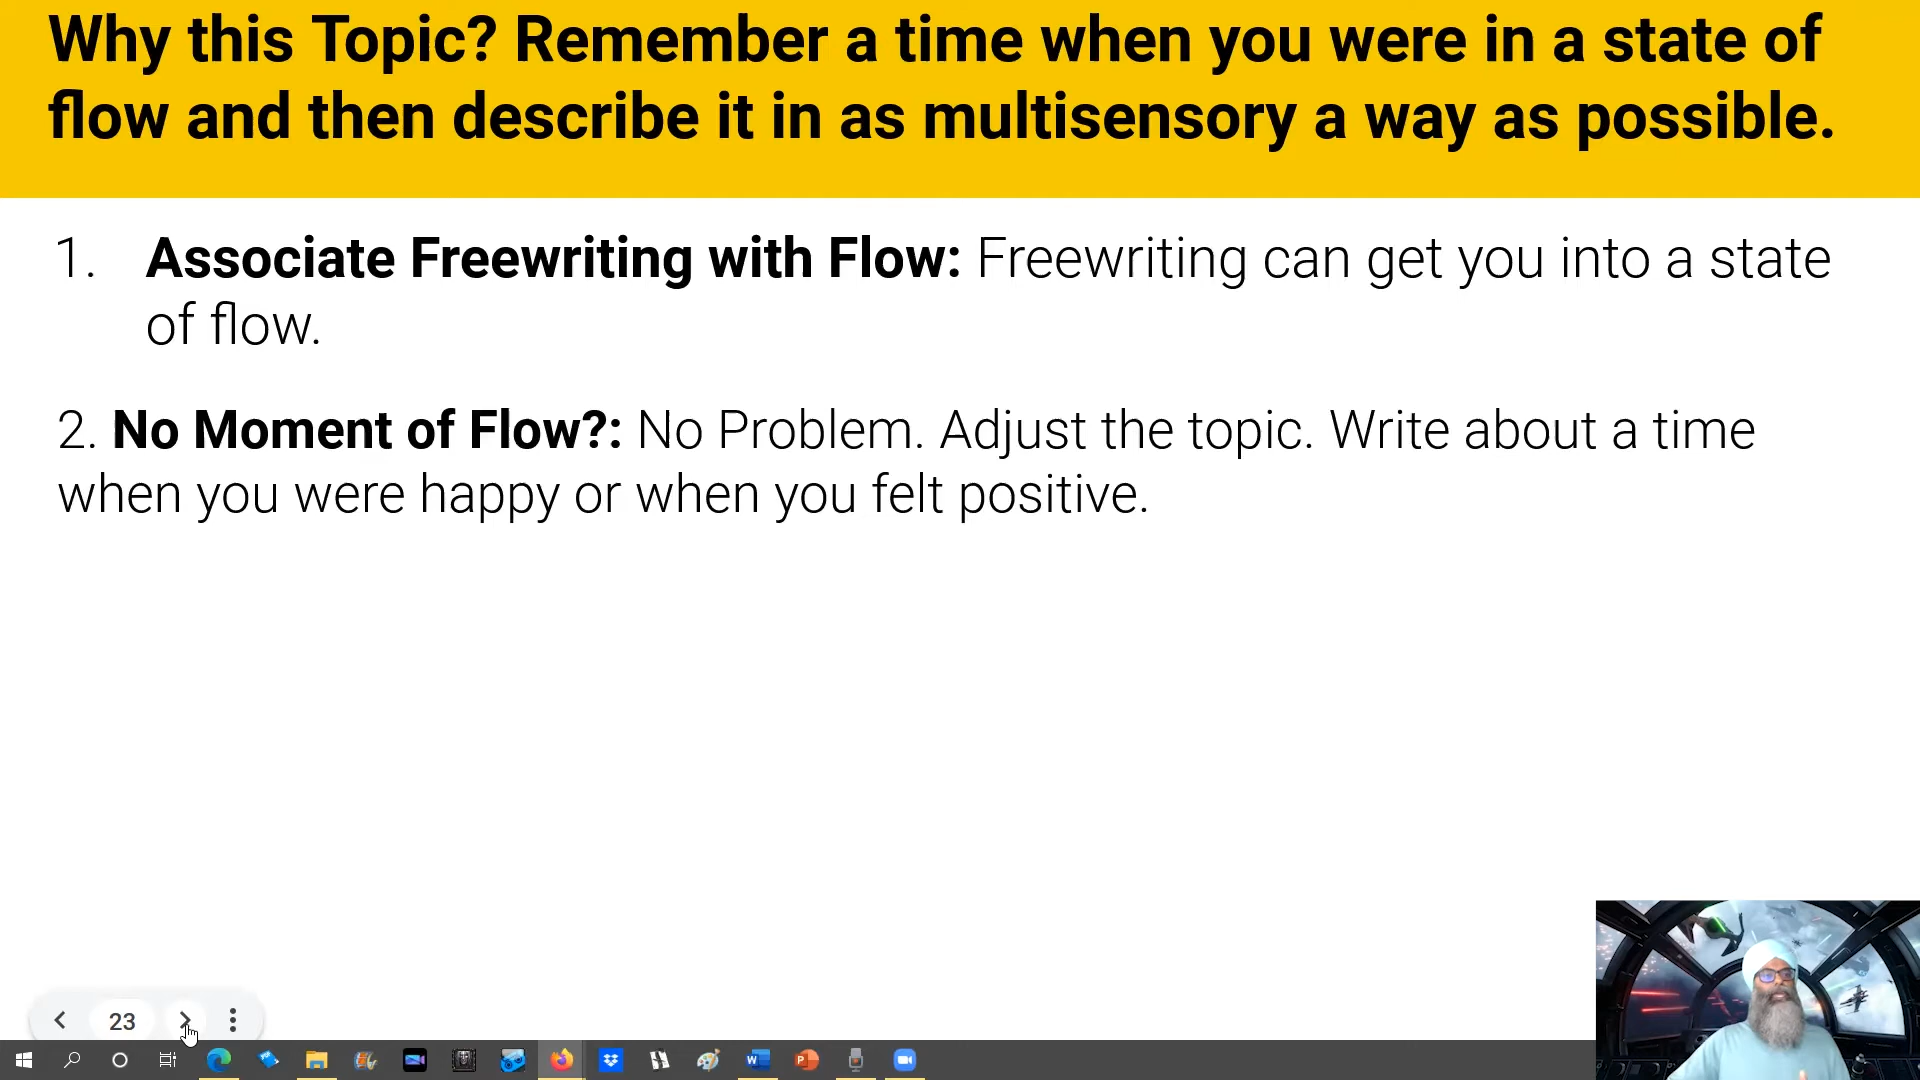 Why this Topic? Remember a time when you were in a state of
flow and then describe it in as multisensory a way as possible.
1. Associate Freewriting with Flow: Freewriting can get you into a state
of flow.
2. No Moment of Flow?: No Problem. Adjust the topic. Write about a time
when you were happy or when you felt positive.
23